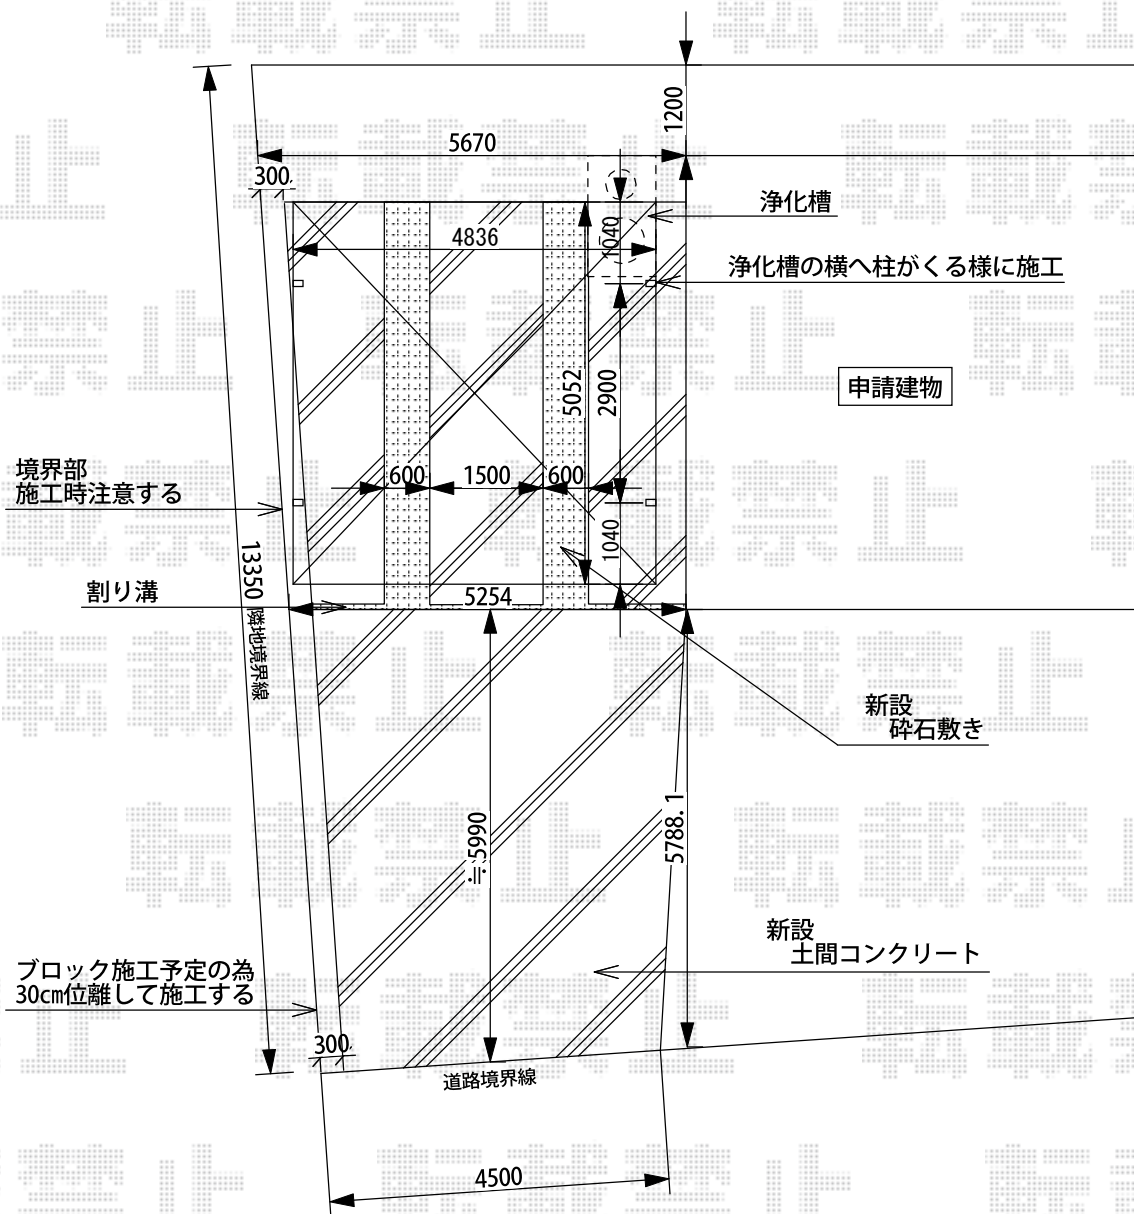 1200
5670
300
浄化槽
1040
4836
浄化槽の横へ柱がくる様に施工
5052
2900
申請建物
境界部
施工時注意する
600
1500
600
1040
13350
隣地境界線
割り溝
5254
新設
砕石敷き
≒5990
5788.1
新設
土間コンクリート
ブロック施工予定の為
30cm位離して施工する
300
道路境界線
4500
転載禁止